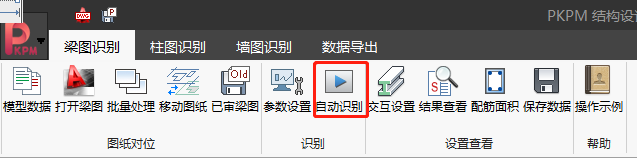 DWG
PKPM 结构设
PKPM
梁图识别 柱图识别 墙图识别 数据导出
Old
模型数据 打开梁图 批量处理 移动图纸 已审梁图 参数设置 自动识别 交互设置 结果查看 配筋面积 保存数据 操作示例
图纸对位 识别 设置查看 帮助